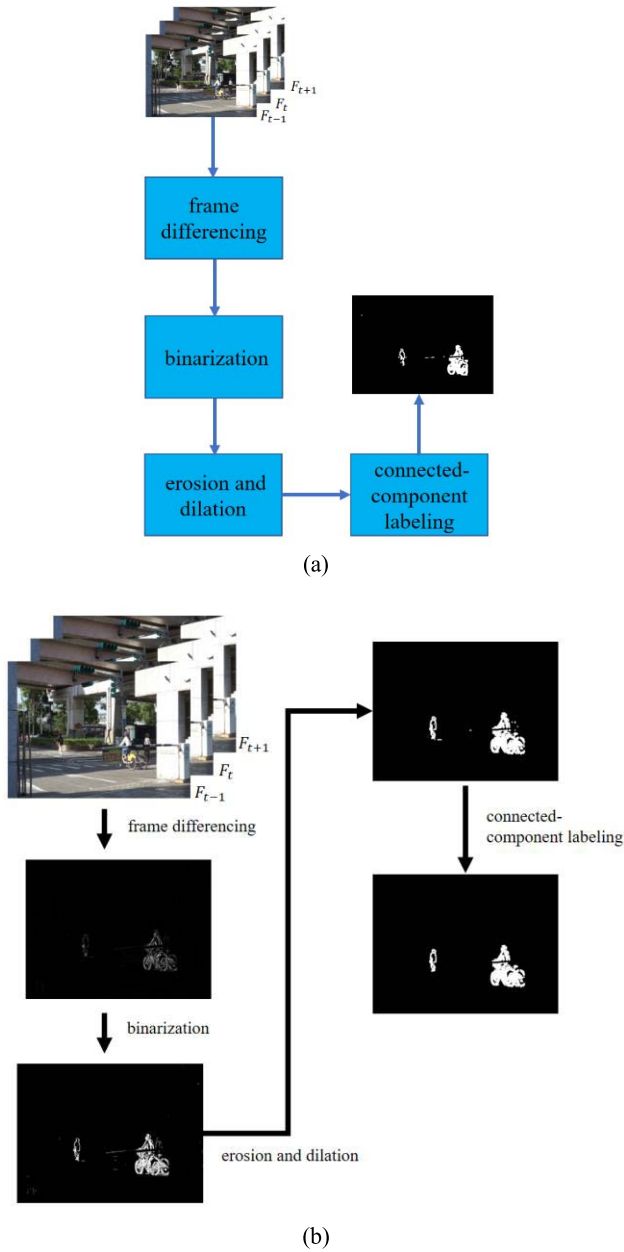 F_{t+1}
F_t
F_{t-1}
frame
differencing
binarization
erosion and
dilation
connected-
component
labeling
(a)
F_{t+1}
F_t
F_{t-1}
frame differencing
binarization
erosion and dilation
connected-
component labeling
(b)